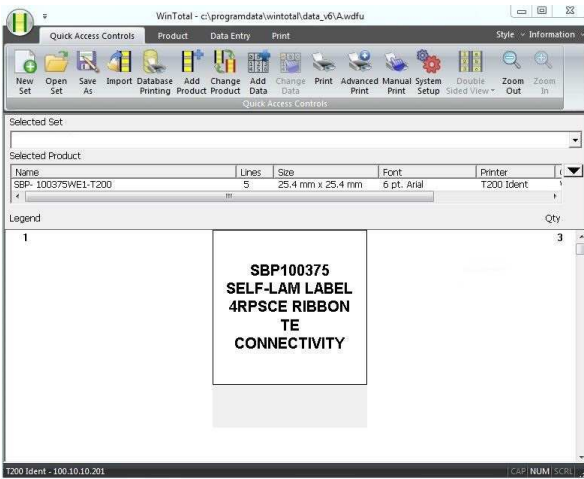 WinTotal - c:\programdata\wintotal\data_v6\A.wdfu
Quick Access Controls Product Data Entry Print Style Information
New Set Open Set Save As Import Database Printing Add Product Change Product Add Data Change Data Print Advanced Print Manual Print System Setup Double Sided View Zoom Out Zoom In
Quick Access Controls
Selected Set
Selected Product
Name Lines Size Font Printer
SBP- 100375WE1-T200 5 25.4 mm x 25.4 mm 6 pt. Arial T200 Ident
Legend Qty
1 3
SBP100375
SELF-LAM LABEL
4RPSCE RIBBON
TE
CONNECTIVITY
T200 Ident - 100.10.10.201 CAP NUM SCRL